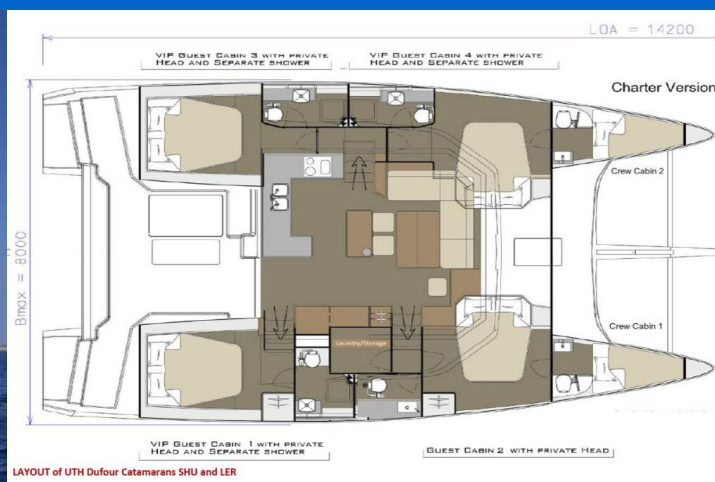 LOA = 14200
VIP Guest Cabin 3 with private
Head and Separate shower
VIP Guest Cabin 4 with private
Head and Separate shower
Charter Version
Crew Cabin 2
Bmax = 8000
Crew Cabin 1
Laundry/Storage
VIP Guest Cabin 1 with private
Head and Separate shower
Guest Cabin 2 with private Head
LAYOUT of UTH Dufour Catamarans SHU and LER